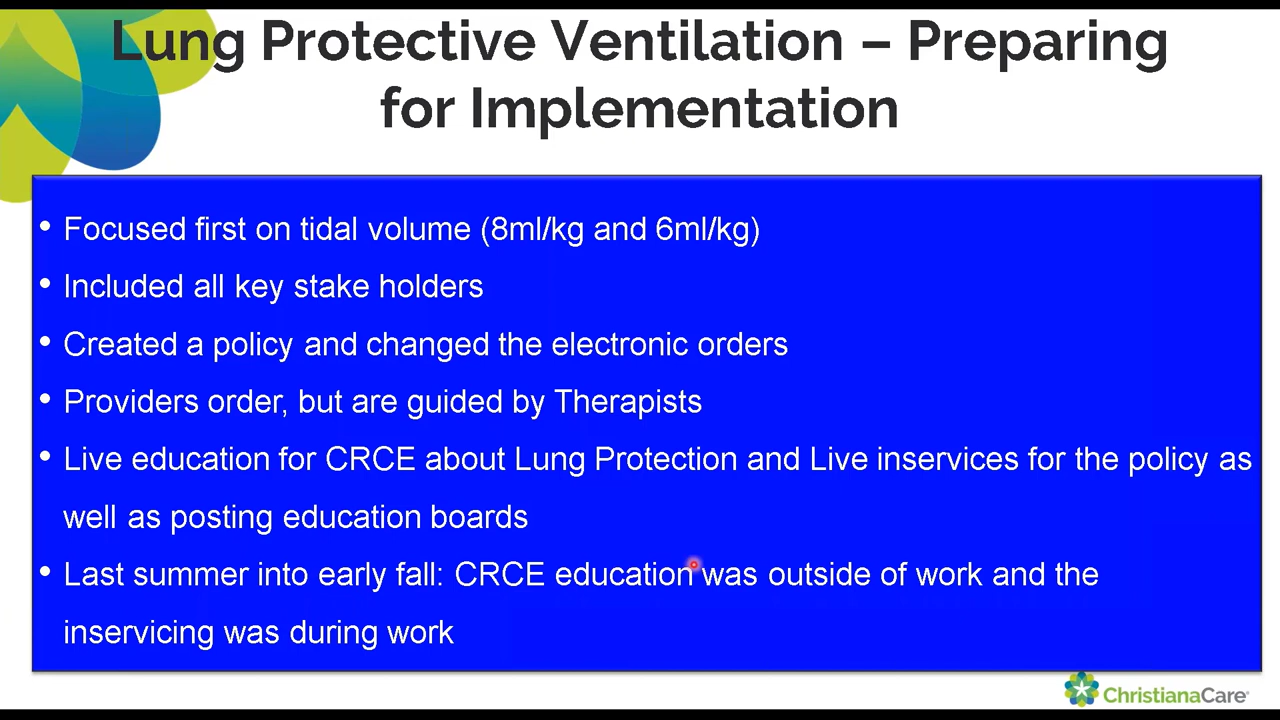 Lung Protective Ventilation – Preparing
for Implementation
• Focused first on tidal volume (8ml/kg and 6ml/kg)
• Included all key stake holders
• Created a policy and changed the electronic orders
• Providers order, but are guided by Therapists
• Live education for CRCE about Lung Protection and Live inservices for the policy as
well as posting education boards
• Last summer into early fall: CRCE education was outside of work and the
inservicing was during work
ChristianaCare®